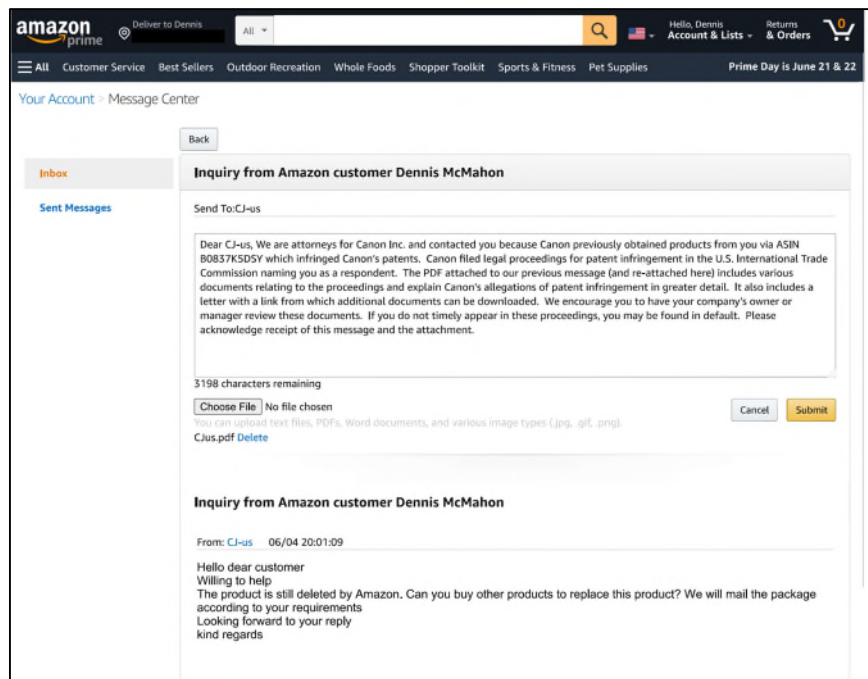 amazon
prime
Deliver to Dennis
All
Hello, Dennis
Account & Lists
Returns
& Orders
0
All Customer Service Best Sellers Outdoor Recreation Whole Foods Shopper Toolkit Sports & Fitness Pet Supplies Prime Day is June 21 & 22
Your Account > Message Center
Back
Inbox
Sent Messages
Inquiry from Amazon customer Dennis McMahon
Send To:CJ-us
Dear CJ-us, We are attorneys for Canon Inc. and contacted you because Canon previously obtained products from you via ASIN
B0837K5DSY which infringed Canon's patents. Canon filed legal proceedings for patent infringement in the U.S. International Trade
Commission naming you as a respondent. The PDF attached to our previous message (and re-attached here) includes various
documents relating to the proceedings and explain Canon's allegations of patent infringement in greater detail. It also includes a
letter with a link from which additional documents can be downloaded. We encourage you to have your company's owner or
manager review these documents. If you do not timely appear in these proceedings, you may be found in default. Please
acknowledge receipt of this message and the attachment.
3198 characters remaining
Choose File No file chosen
Cancel Submit
You can upload text files, PDFs, Word documents, and various image types (.jpg, .gif, .png).
CJus.pdf Delete
Inquiry from Amazon customer Dennis McMahon
From: CJ-us 06/04 20:01:09
Hello dear customer
Willing to help
The product is still deleted by Amazon. Can you buy other products to replace this product? We will mail the package
according to your requirements
Looking forward to your reply
kind regards